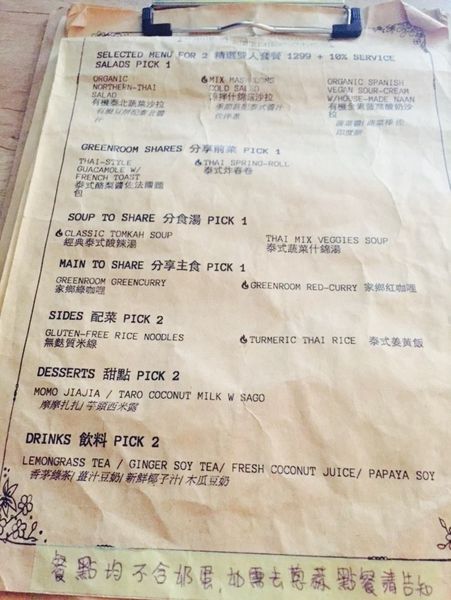 SELECTED MENU FOR 2 精選雙人套餐 1299 + 10% SERVICE
SALADS PICK 1
ORGANIC
NORTHERN-THAI
SALAD
有機泰北蔬菜沙拉
MIX MASHROOMS
COLD SALAD
涼拌什錦菇沙拉
ORGANIC SPANISH
VEGAN SOUR-CREAM
W/HOUSE-MADE NAAN
GREENROOM SHARES 分享前菜 PICK 1
THAI-STYLE
GUACAMOLE W/
FRENCH TOAST
泰式酪梨醬佐法國麵
包
THAI SPRING-ROLL
泰式炸春卷
SOUP TO SHARE 分食湯 PICK 1
CLASSIC TOMKAH SOUP
經典泰式酸辣湯
THAI MIX VEGGIES SOUP
泰式蔬菜什錦湯
MAIN TO SHARE 分享主食 PICK 1
GREENROOM GREENCURRY
家鄉綠咖哩
GREENROOM RED-CURRY 家鄉紅咖哩
SIDES 配菜 PICK 2
GLUTEN-FREE RICE NOODLES
無麩質米線
TURMERIC THAI RICE 泰式姜黃飯
DESSERTS 甜點 PICK 2
MOMO JIAJIA / TARO COCONUT MILK W SAGO
摩摩扎扎/芋頭西米露
DRINKS 飲料 PICK 2
LEMONGRASS TEA/ GINGER SOY TEA/ FRESH COCONUT JUICE/ PAPAYA SOY
香茅綠茶/薑汁豆奶/新鮮椰子汁/木瓜豆奶
餐點均不含奶蛋,如需去蔥蒜點餐請告知